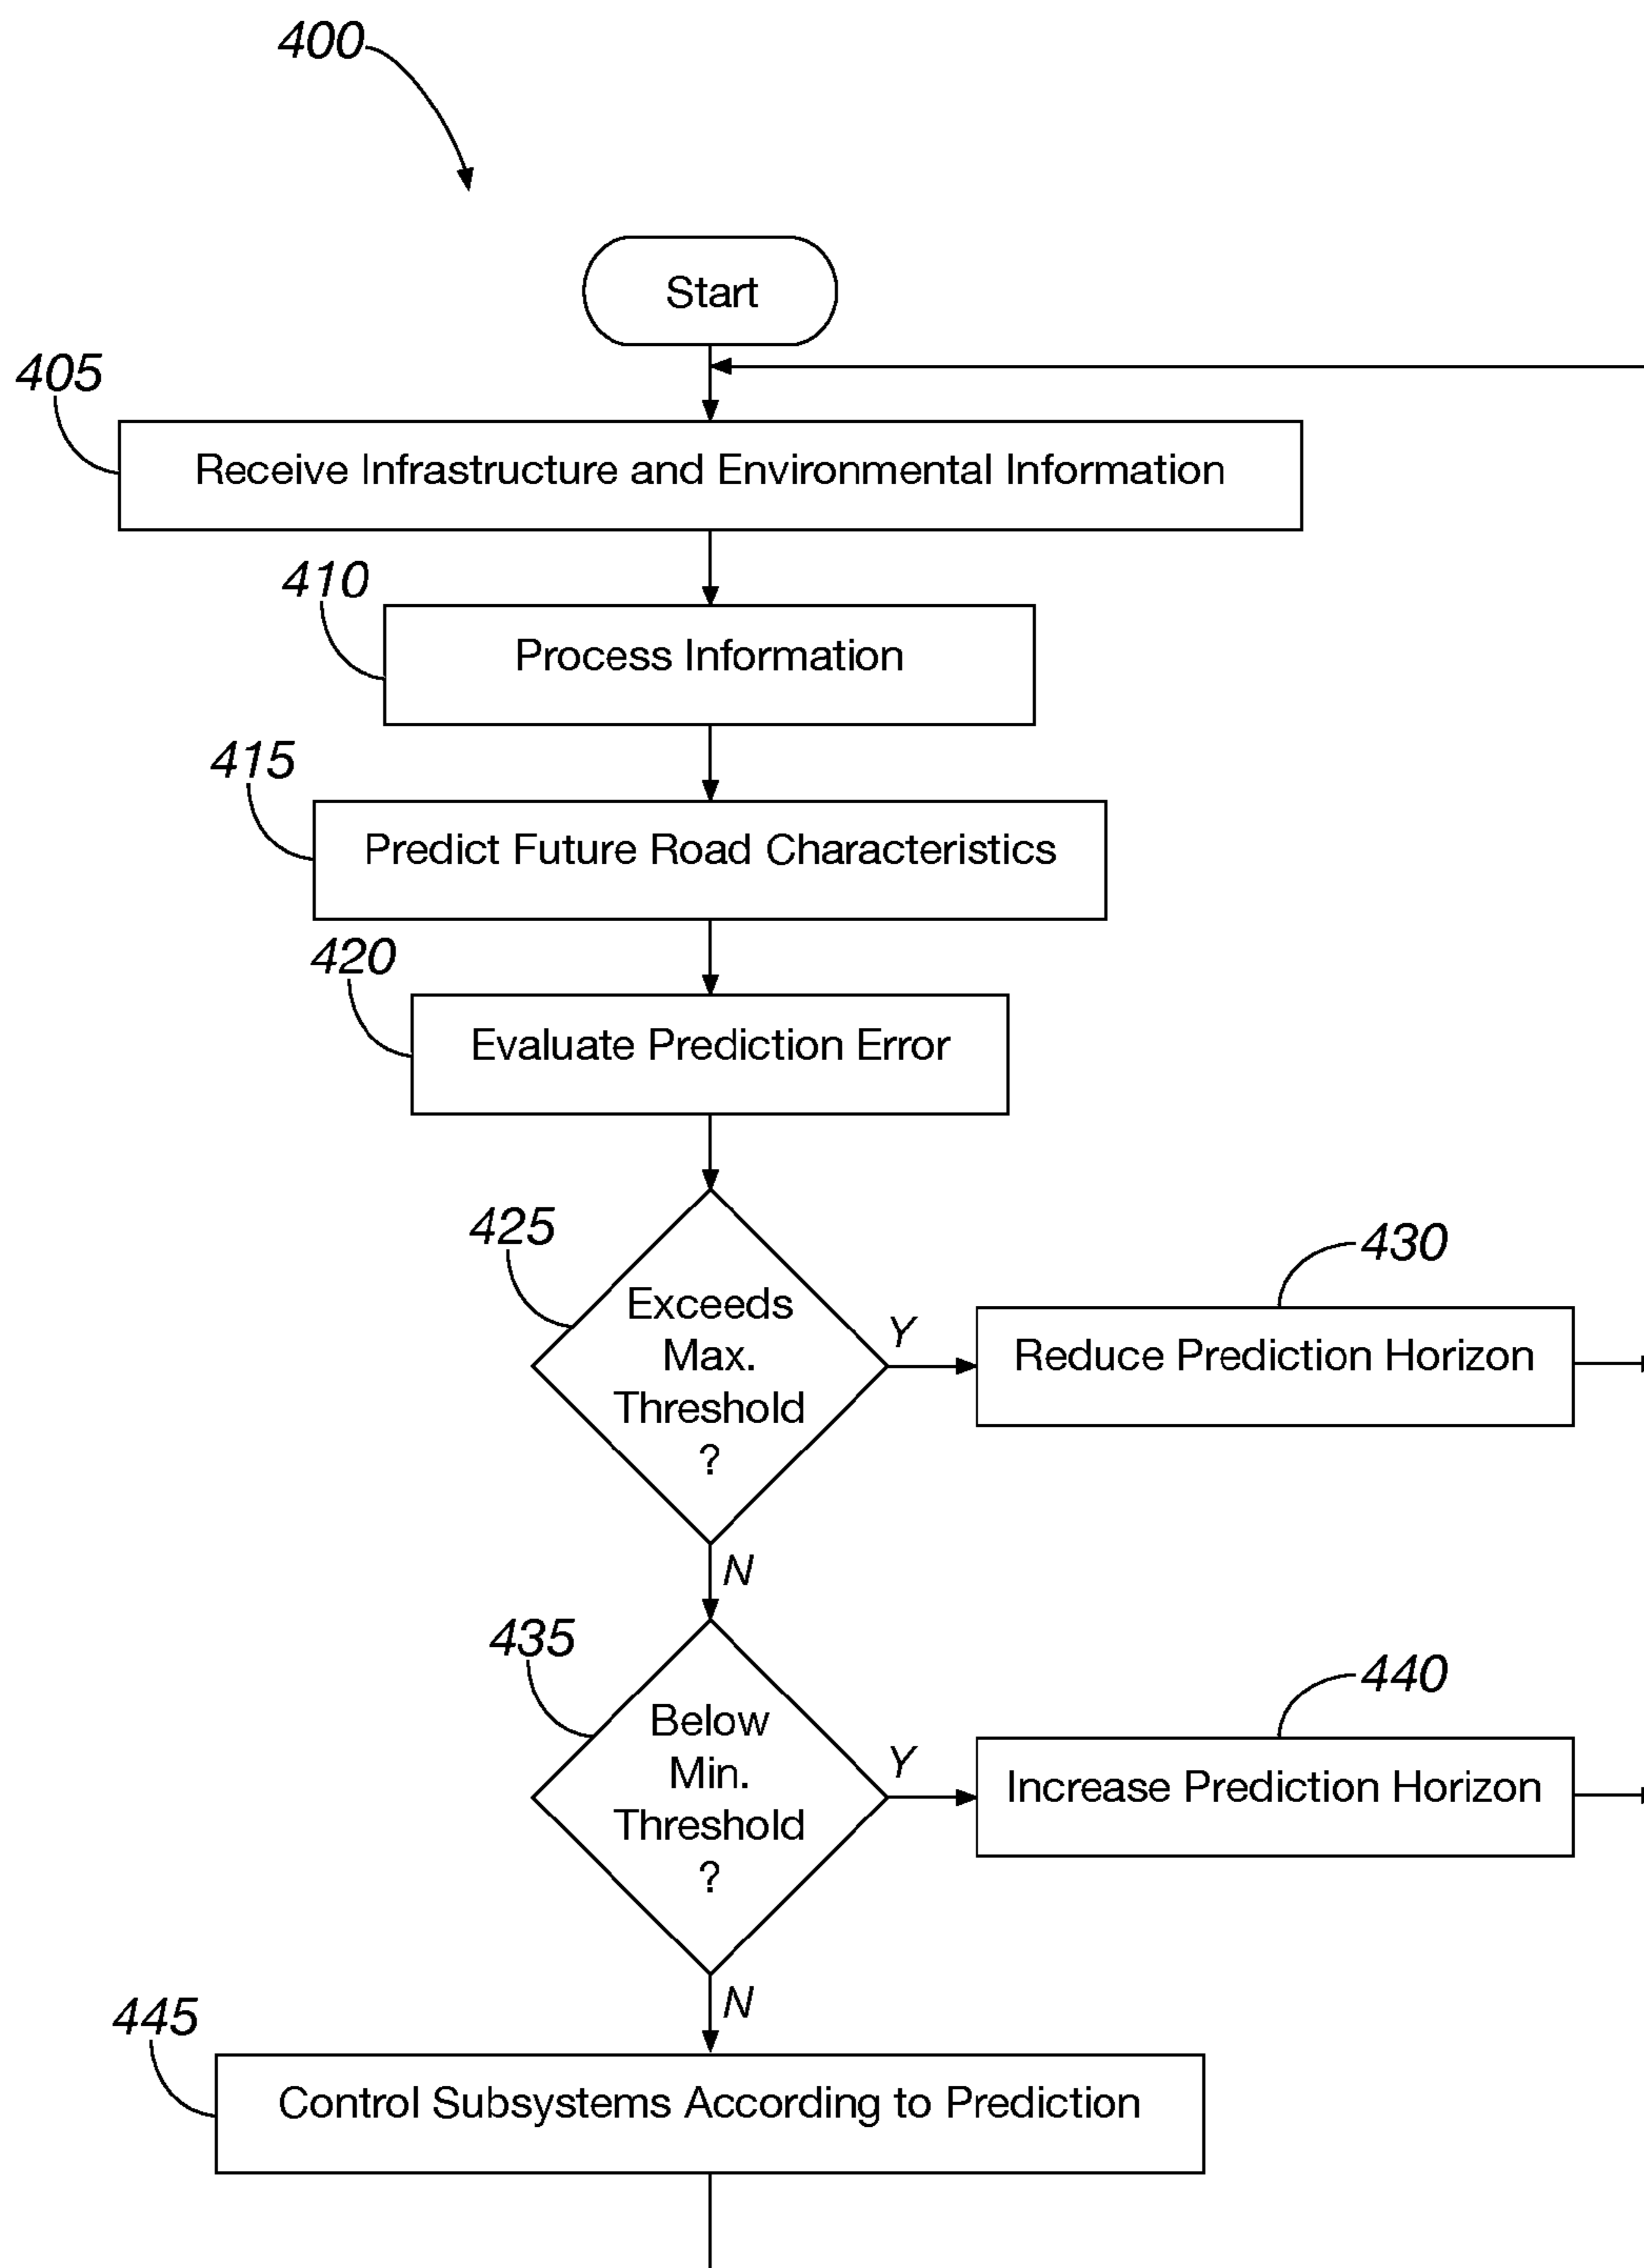 400
Start
405
Receive Infrastructure and Environmental Information
410
Process Information
415
Predict Future Road Characteristics
420
Evaluate Prediction Error
425
Exceeds
Max.
Threshold
?
Y
430
Reduce Prediction Horizon
N
435
Below
Min.
Threshold
?
Y
440
Increase Prediction Horizon
N
445
Control Subsystems According to Prediction